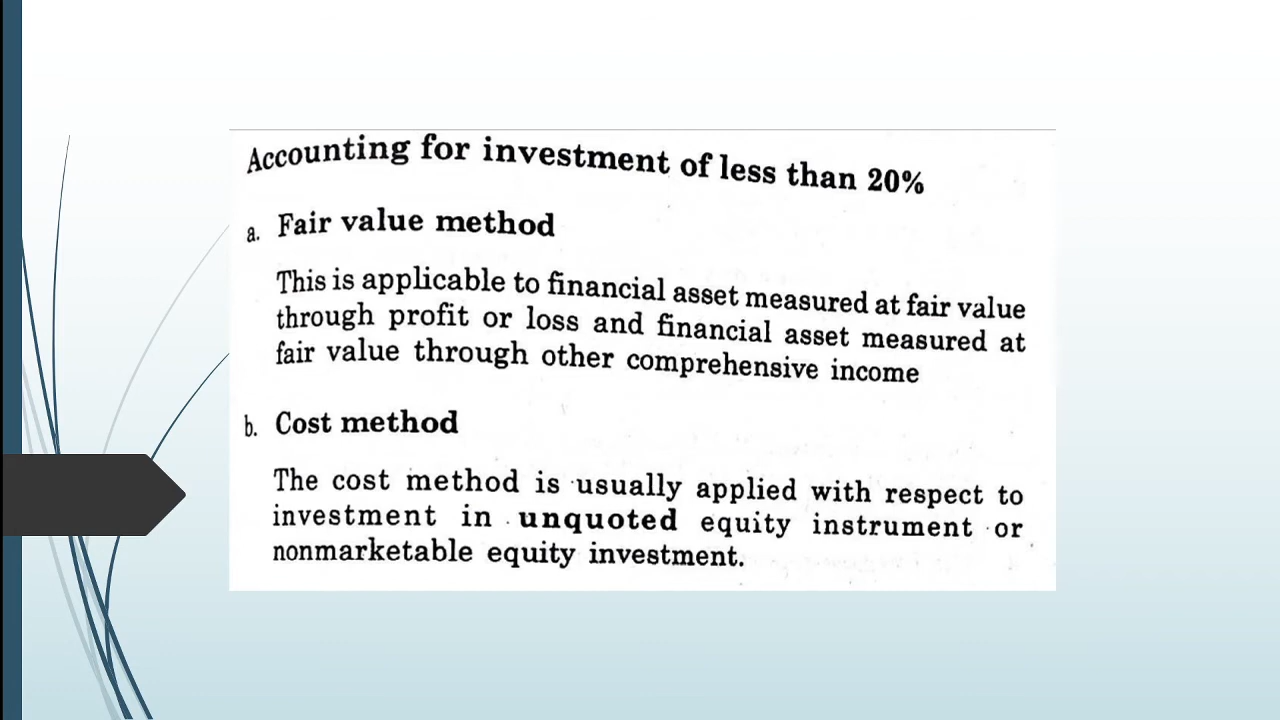 Accounting for investment of less than 20%
a. Fair value method
This is applicable to financial asset measured at fair value
through profit or loss and financial asset measured at
fair value through other comprehensive income
b. Cost method
The cost method is usually applied with respect to
investment in unquoted equity instrument or
nonmarketable equity investment.